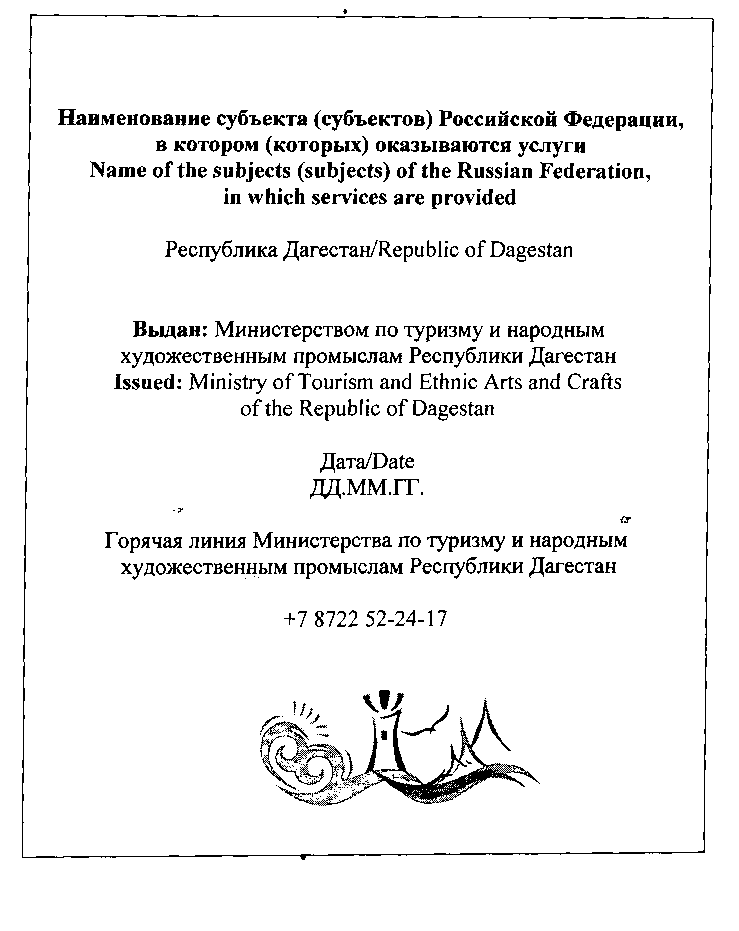 Наименование субъекта (субъектов) Российской Федерации,
в котором (которых) оказываются услуги
Name of the subjects (subjects) of the Russian Federation,
in which services are provided
Республика Дагестан/Republic of Dagestan
Выдан: Министерством по туризму и народным
художественным промыслам Республики Дагестан
Issued: Ministry of Tourism and Ethnic Arts and Crafts
of the Republic of Dagestan
Дата/Date
ДД.ММ.ГГ.
Горячая линия Министерства по туризму и народным
художественным промыслам Республики Дагестан
+7 8722 52-24-17